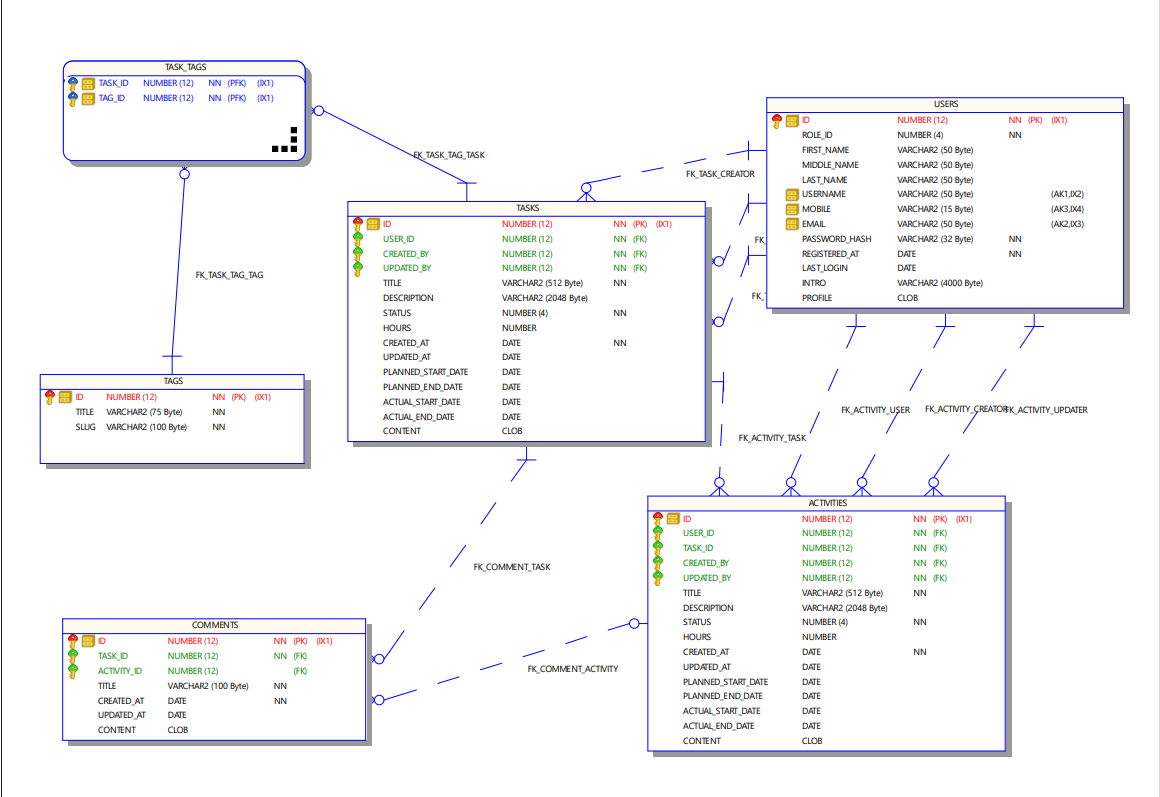 TASK_TAGS
TASK_ID NUMBER (12) NN (PFK) (IX1)
TAG_ID NUMBER (12) NN (PFK) (IX1)
FK_TASK_TAG_TASK
FK_TASK_CREATOR
USERS
ID NUMBER (12) NN (PK) (IX1)
ROLE_ID NUMBER (4) NN
FIRST_NAME VARCHAR2 (50 Byte)
MIDDLE_NAME VARCHAR2 (50 Byte)
LAST_NAME VARCHAR2 (50 Byte)
USERNAME VARCHAR2 (50 Byte) (AK1,IX2)
MOBILE VARCHAR2 (15 Byte) (AK3,IX4)
EMAIL VARCHAR2 (50 Byte) (AK2,IX3)
PASSWORD_HASH VARCHAR2 (32 Byte) NN
REGISTERED_AT DATE NN
LAST_LOGIN DATE
INTRO VARCHAR2 (4000 Byte)
PROFILE CLOB
TASKS
ID NUMBER (12) NN (PK) (IX1)
USER_ID NUMBER (12) NN (FK)
CREATED_BY NUMBER (12) NN (FK)
UPDATED_BY NUMBER (12) NN (FK)
TITLE VARCHAR2 (512 Byte) NN
DESCRIPTION VARCHAR2 (2048 Byte)
STATUS NUMBER (4) NN
HOURS NUMBER
CREATED_AT DATE NN
UPDATED_AT DATE
PLANNED_START_DATE DATE
PLANNED_END_DATE DATE
ACTUAL_START_DATE DATE
ACTUAL_END_DATE DATE
CONTENT CLOB
FK_
FK_
FK_TASK_TAG_TAG
TAGS
ID NUMBER (12) NN (PK) (IX1)
TITLE VARCHAR2 (75 Byte) NN
SLUG VARCHAR2 (100 Byte) NN
FK_ACTIVITY_TASK
FK_ACTIVITY_USER
FK_ACTIVITY_CREATOR
FK_ACTIVITY_UPDATER
FK_COMMENT_TASK
ACTIVITIES
ID NUMBER (12) NN (PK) (IX1)
USER_ID NUMBER (12) NN (FK)
TASK_ID NUMBER (12) NN (FK)
CREATED_BY NUMBER (12) NN (FK)
UPDATED_BY NUMBER (12) NN (FK)
TITLE VARCHAR2 (512 Byte) NN
DESCRIPTION VARCHAR2 (2048 Byte)
STATUS NUMBER (4) NN
HOURS NUMBER
CREATED_AT DATE NN
UPDATED_AT DATE
PLANNED_START_DATE DATE
PLANNED_END_DATE DATE
ACTUAL_START_DATE DATE
ACTUAL_END_DATE DATE
CONTENT CLOB
COMMENTS
ID NUMBER (12) NN (PK) (IX1)
TASK_ID NUMBER (12) NN (FK)
ACTIVITY_ID NUMBER (12) (FK)
TITLE VARCHAR2 (100 Byte) NN
CREATED_AT DATE NN
UPDATED_AT DATE
CONTENT CLOB
FK_COMMENT_ACTIVITY